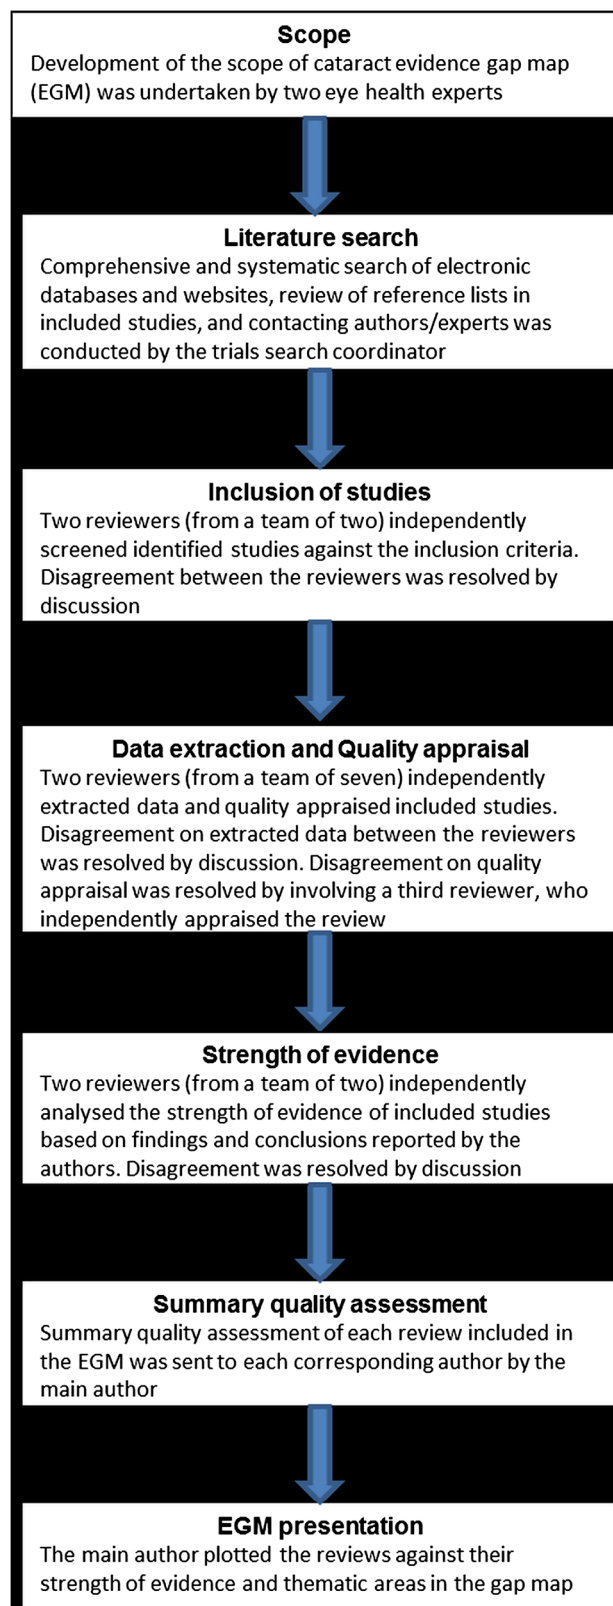 Scope
Development of the scope of cataract evidence gap map
(EGM) was undertaken by two eye health experts
Literature search
Comprehensive and systematic search of electronic
databases and websites, review of reference lists in
included studies, and contacting authors/experts was
conducted by the trials search coordinator
Inclusion of studies
Two reviewers (from a team of two) independently
screened identified studies against the inclusion criteria.
Disagreement between the reviewers was resolved by
discussion
Data extraction and Quality appraisal
Two reviewers (from a team of seven) independently
extracted data and quality appraised included studies.
Disagreement on extracted data between the reviewers
was resolved by discussion. Disagreement on quality
appraisal was resolved by involving a third reviewer, who
independently appraised the review
Strength of evidence
Two reviewers (from a team of two) independently
analysed the strength of evidence of included studies
based on findings and conclusions reported by the
authors. Disagreement was resolved by discussion
Summary quality assessment
Summary quality assessment of each review included in
the EGM was sent to each corresponding author by the
main author
EGM presentation
The main author plotted the reviews against their
strength of evidence and thematic areas in the gap map